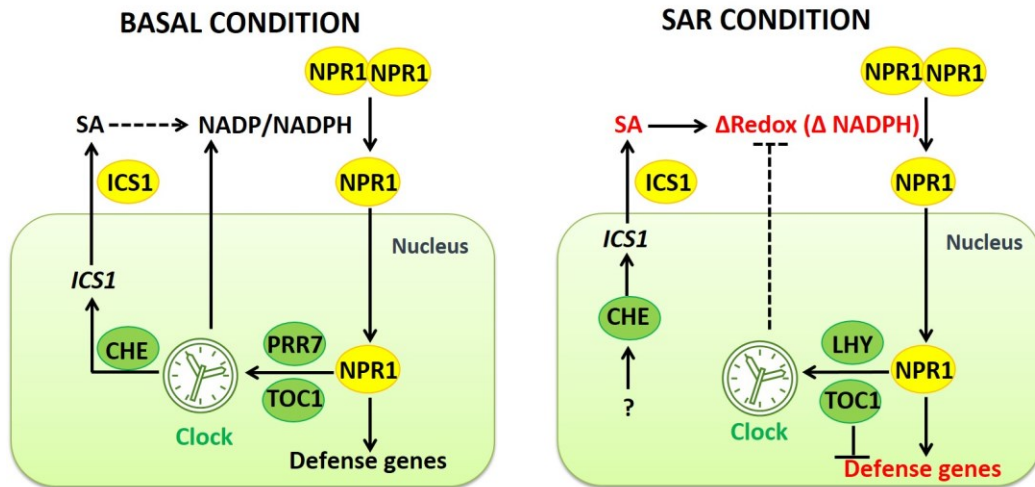 BASAL CONDITION
NPR1 NPR1
SA
NADP/NADPH
ICS1
NPR1
Nucleus
ICS1
CHE
PRR7
NPR1
TOC1
Clock
Defense genes
SAR CONDITION
NPR1 NPR1
SA
ΔRedox (Δ NADPH)
ICS1
NPR1
Nucleus
ICS1
CHE
LHY
NPR1
?
TOC1
Clock
Defense genes